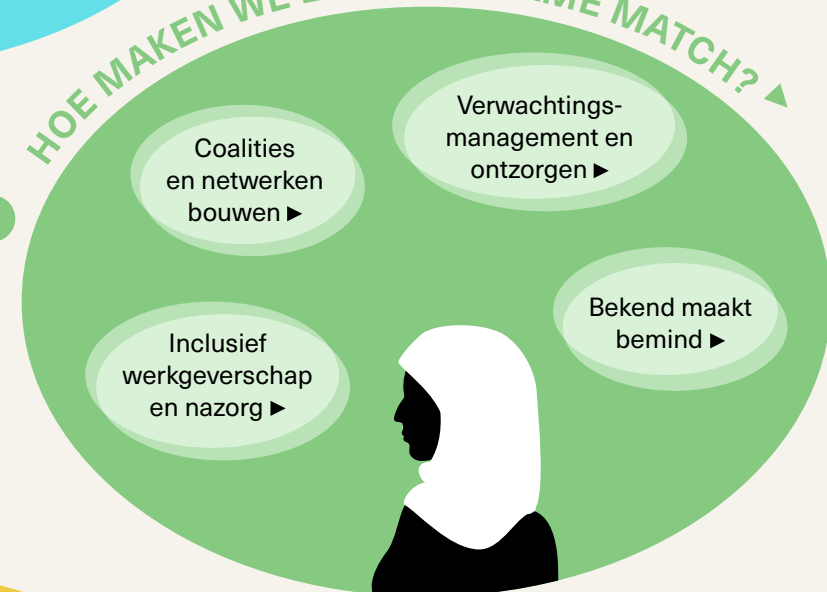 HOE MAKEN WE MATCH? ▲
Coalities
en netwerken
bouwen ►
Verwachtings-
management en
ontzorgen ►
Bekend maakt
bemind ►
Inclusief
werkgeverschap
en nazorg ►